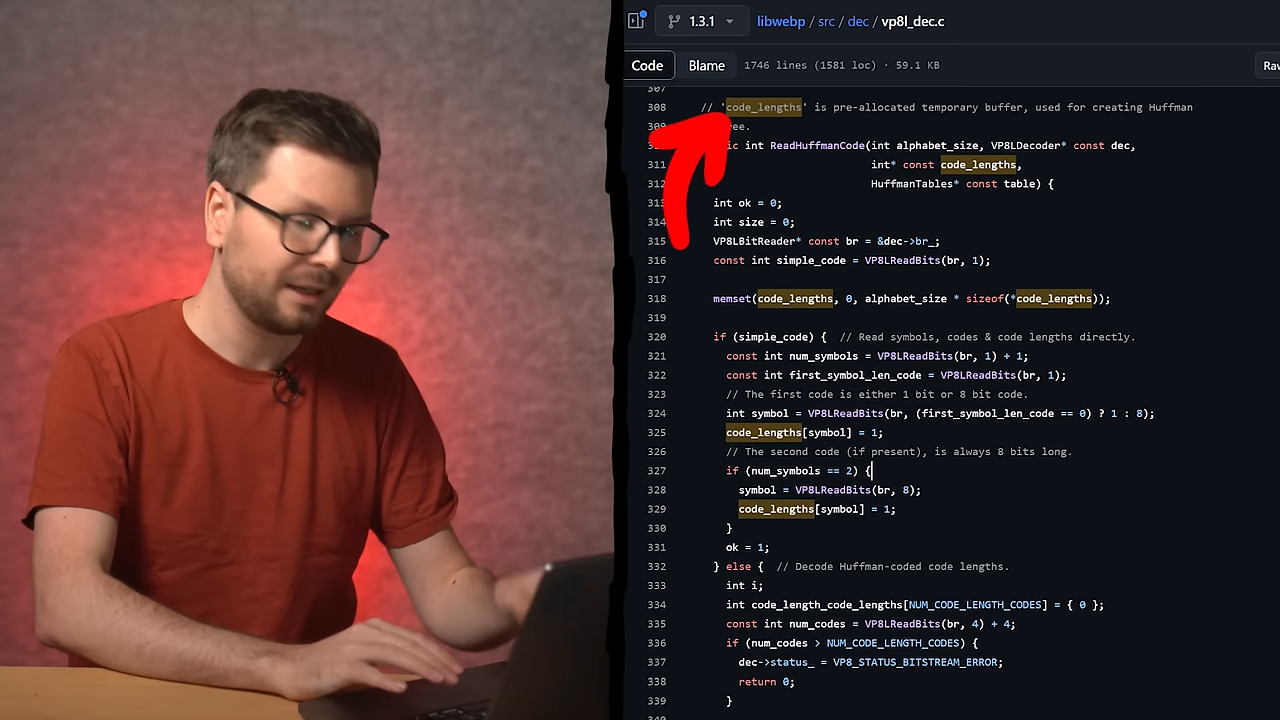 1.3.1
libwebp / src / dec / vp8l_dec.c
Code Blame 1746 lines (1581 loc) · 59.1 KB Raw
307
308 // 'code_lengths' is pre-allocated temporary buffer, used for creating Huffman
309
int ReadHuffmanCode(int alphabet_size, VP8LDecoder* const dec,
311 int* const code_lengths,
312 HuffmanTables* const table) {
313 int ok = 0;
314 int size = 0;
315 VP8LBitReader* const br = &dec->br_;
316 const int simple_code = VP8LReadBits(br, 1);
317
318 memset(code_lengths, 0, alphabet_size * sizeof(*code_lengths));
319
320 if (simple_code) { // Read symbols, codes & code lengths directly.
321 const int num_symbols = VP8LReadBits(br, 1) + 1;
322 const int first_symbol_len_code = VP8LReadBits(br, 1);
323 // The first code is either 1 bit or 8 bit code.
324 int symbol = VP8LReadBits(br, (first_symbol_len_code == 0) ? 1 : 8);
325 code_lengths[symbol] = 1;
326 // The second code (if present), is always 8 bits long.
327 if (num_symbols == 2) {
328 symbol = VP8LReadBits(br, 8);
329 code_lengths[symbol] = 1;
330 }
331 ok = 1;
332 } else { // Decode Huffman-coded code lengths.
333 int i;
334 int code_length_code_lengths[NUM_CODE_LENGTH_CODES] = { 0 };
335 const int num_codes = VP8LReadBits(br, 4) + 4;
336 if (num_codes > NUM_CODE_LENGTH_CODES) {
337 dec->status_ = VP8_STATUS_BITSTREAM_ERROR;
338 return 0;
339 }